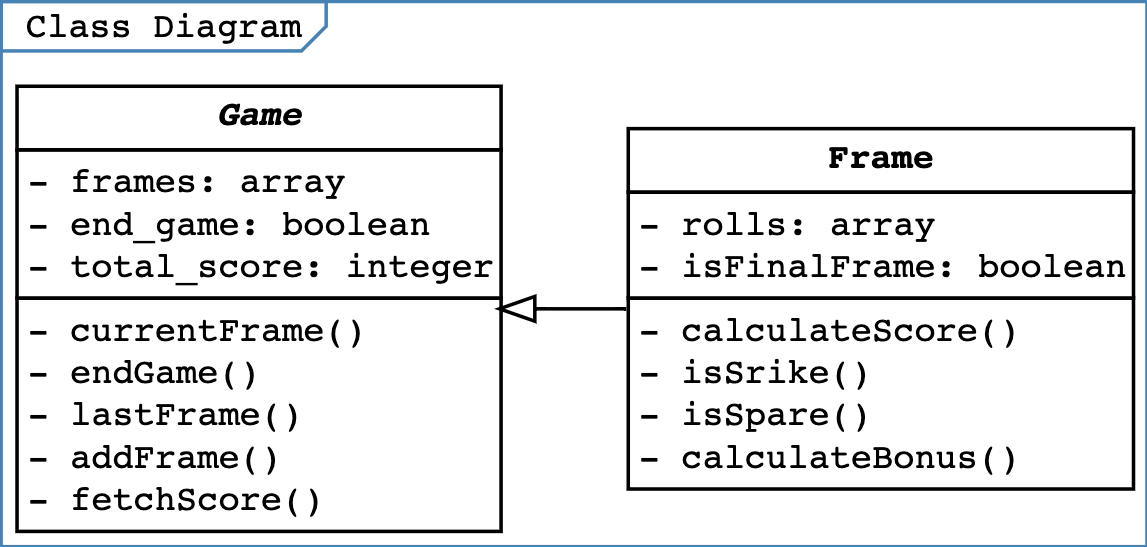 Class Diagram
Game
- frames: array
- end_game: boolean
- total_score: integer
- currentFrame()
- endGame()
- lastFrame()
- addFrame()
- fetchScore()
Frame
- rolls: array
- isFinalFrame: boolean
- calculateScore()
- isSrike()
- isSpare()
- calculateBonus()